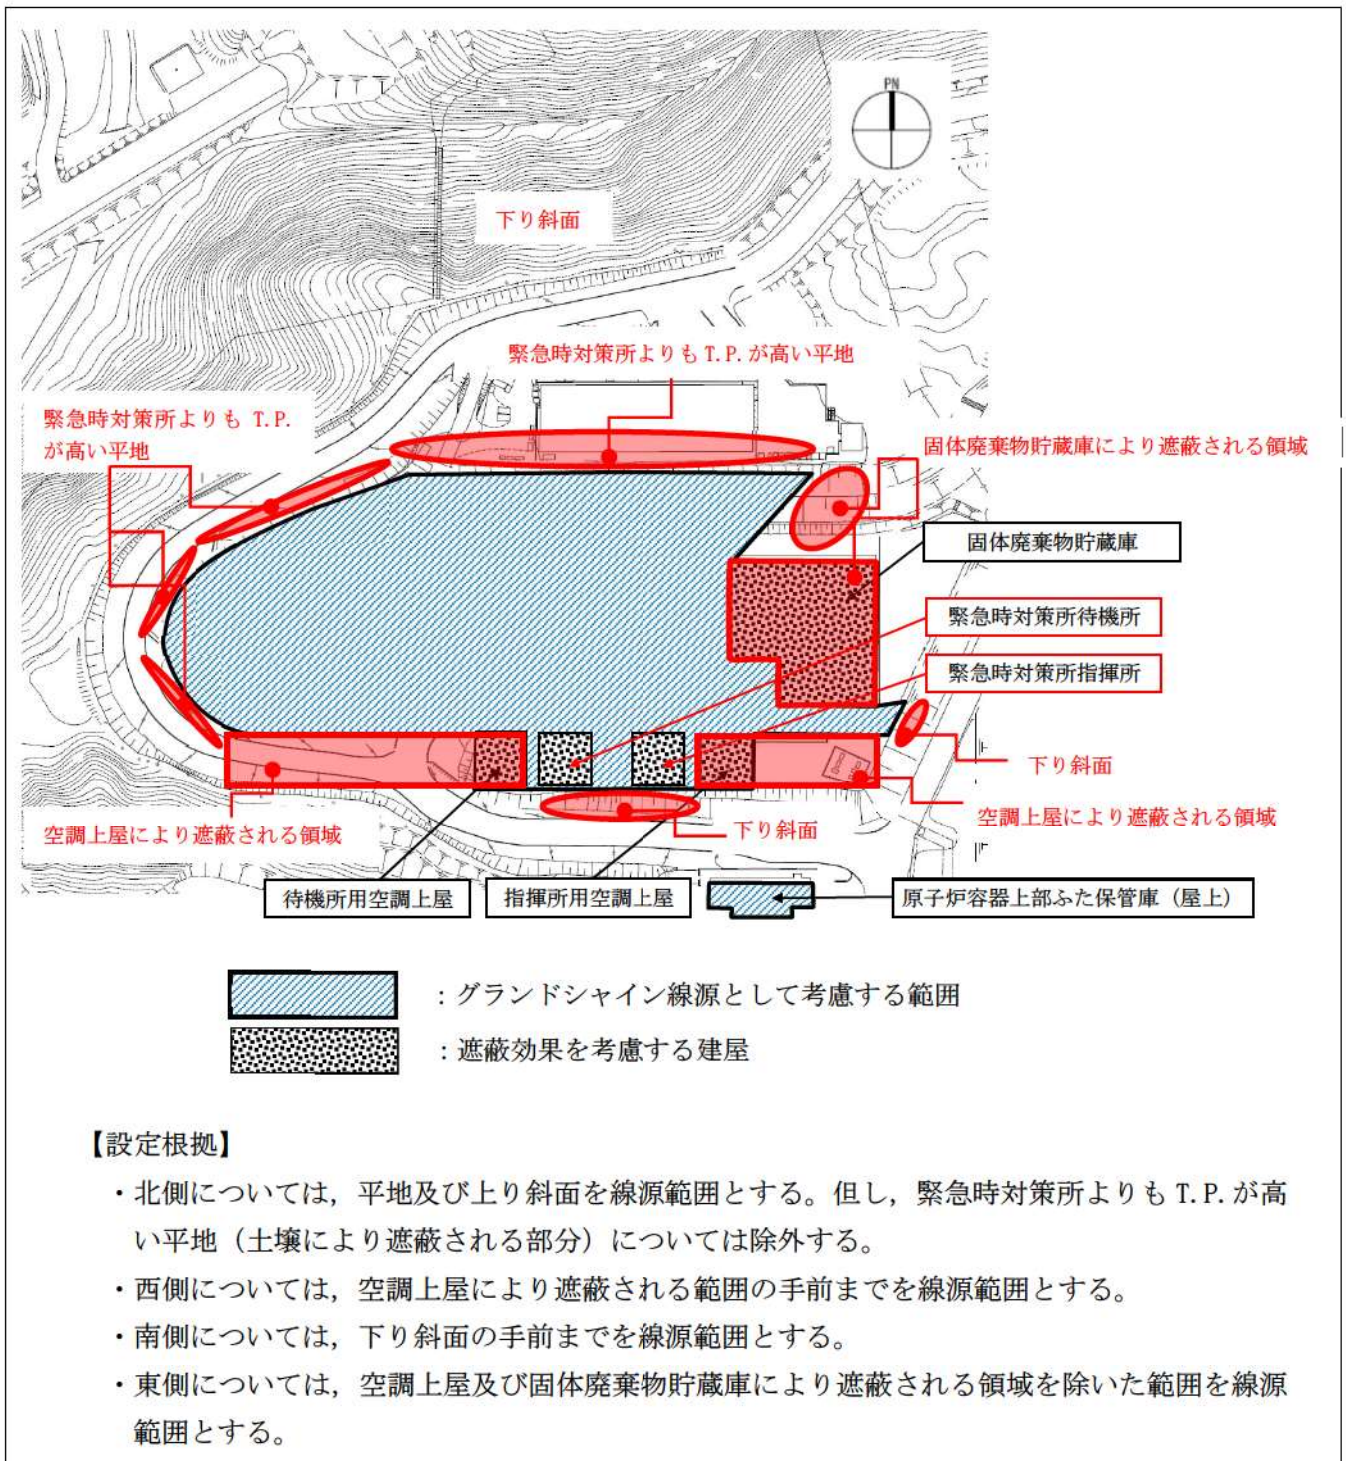 PN
下り斜面
緊急時対策所よりも T.P. が高い平地
緊急時対策所よりも T.P.
が高い平地
固体廃棄物貯蔵庫により遮蔽される領域
固体廃棄物貯蔵庫
緊急時対策所待機所
緊急時対策所指揮所
下り斜面
空調上屋により遮蔽される領域
空調上屋により遮蔽される領域
下り斜面
待機所用空調上屋
指揮所用空調上屋
原子炉容器上部ふた保管庫（屋上）
：グランドシャイン線源として考慮する範囲
：遮蔽効果を考慮する建屋
【設定根拠】
・北側については，平地及び上り斜面を線源範囲とする。但し，緊急時対策所よりも T.P. が高
い平地（土壌により遮蔽される部分）については除外する。
・西側については，空調上屋により遮蔽される範囲の手前までを線源範囲とする。
・南側については，下り斜面の手前までを線源範囲とする。
・東側については，空調上屋及び固体廃棄物貯蔵庫により遮蔽される領域を除いた範囲を線源
範囲とする。